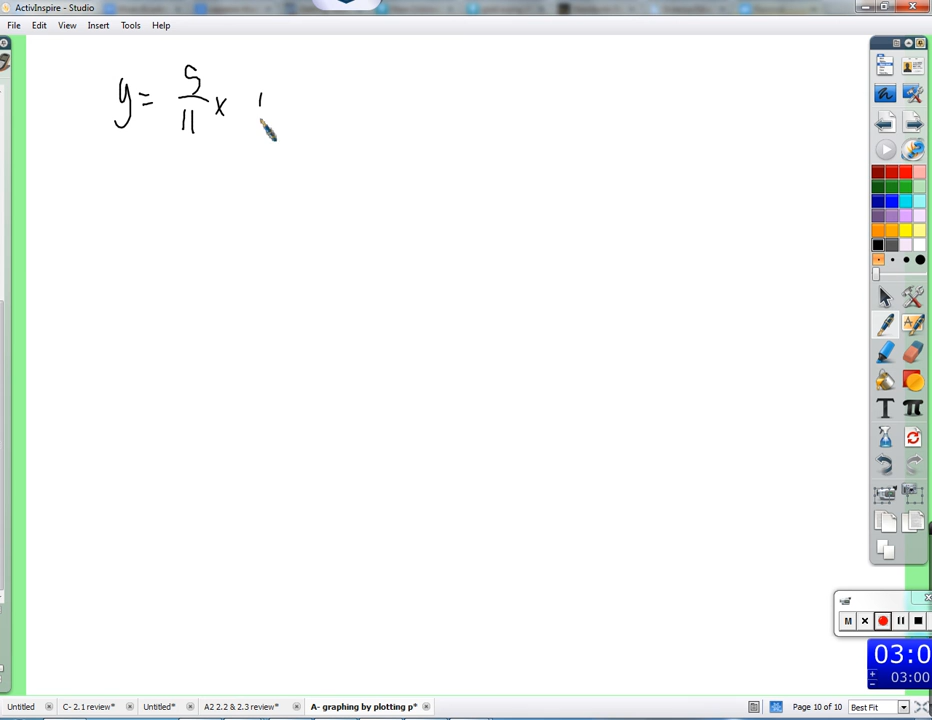 ActivInspire - Studio
File Edit View Insert Tools Help
y = 5/11 x
M
03:0
03:00
Untitled C- 2.1 review* Untitled* A2 2.2 & 2.3 review* A- graphing by plotting p* Page 10 of 10 Best Fit